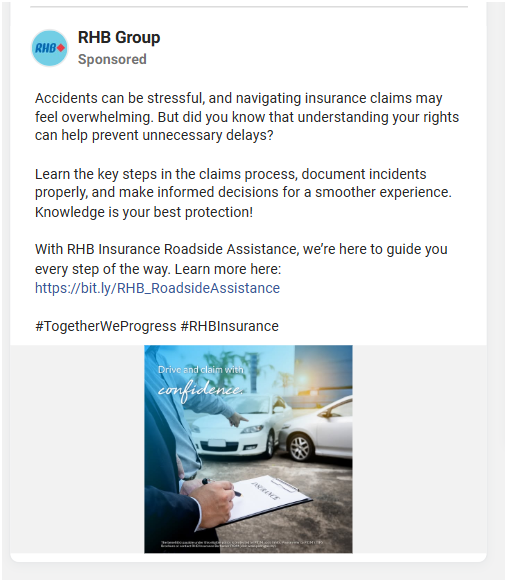 RHB
RHB Group
Sponsored
Accidents can be stressful, and navigating insurance claims may
feel overwhelming. But did you know that understanding your rights
can help prevent unnecessary delays?
Learn the key steps in the claims process, document incidents
properly, and make informed decisions for a smoother experience.
Knowledge is your best protection!
With RHB Insurance Roadside Assistance, we’re here to guide you
every step of the way. Learn more here:
https://bit.ly/RHB_RoadsideAssistance
#TogetherWeProgress #RHBInsurance
Drive and claim with
confidence.
INSURANCE